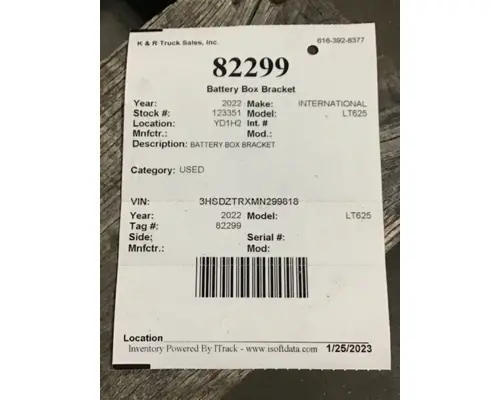 K & R Truck Sales, Inc. 616-392-8377
82299
Battery Box Bracket
Year: 2022 Make: INTERNATIONAL
Stock #: 123351 Model: LT625
Location: YD1H2 Int. #
Mnfctr.: Mod.:
Description: BATTERY BOX BRACKET
Category: USED
VIN: 3HSDZTRXMN299818
Year: 2022 Model: LT625
Tag #: 82299
Side; Serial #:
Mnfctr.: Mod:
Location
Inventory Powered By ITrack - www.isoftdata.com 1/25/2023